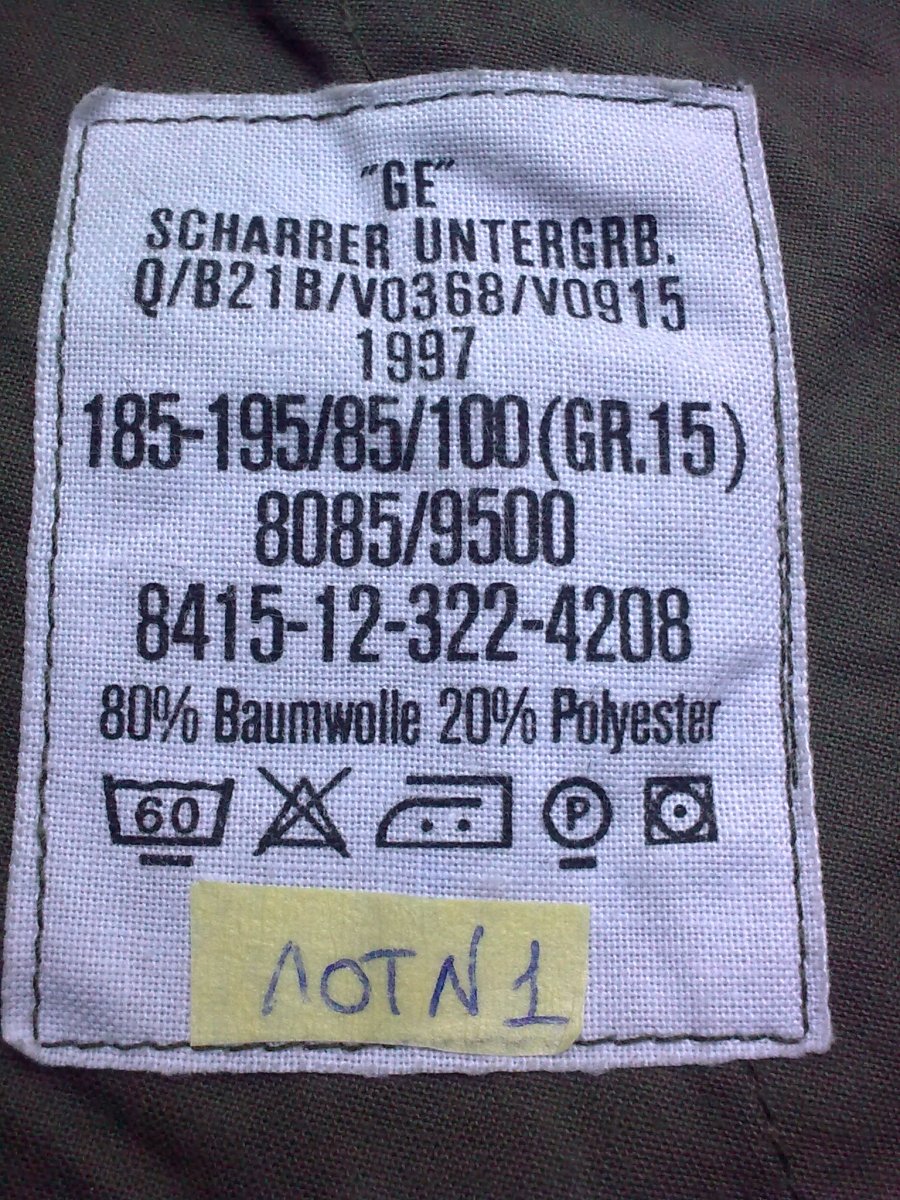 "GE"
SCHARRER UNTERGRB.
Q/B21B/V0368/V0915
1997
185-195/85/100(GR.15)
8085/9500
8415-12-322-4208
80% Baumwolle 20% Polyester
60 P
ЛОТ N 1